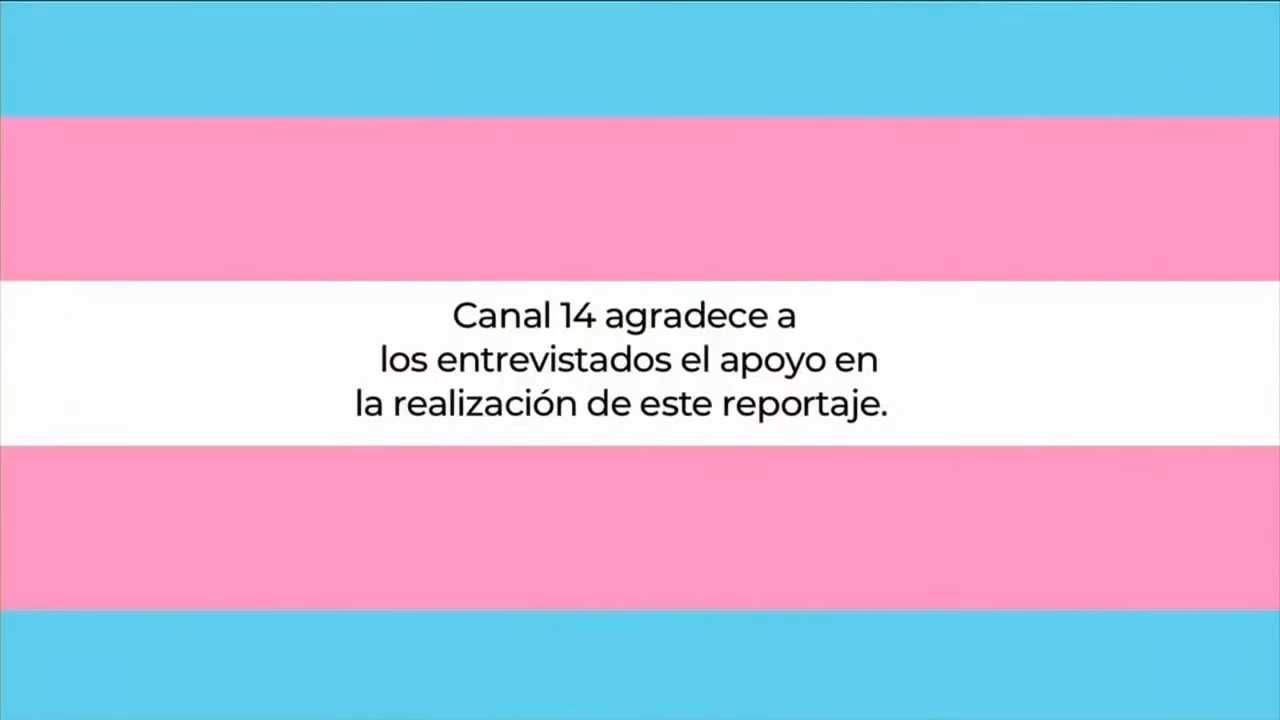 Canal 14 agradece a
los entrevistados el apoyo en
la realización de este reportaje.